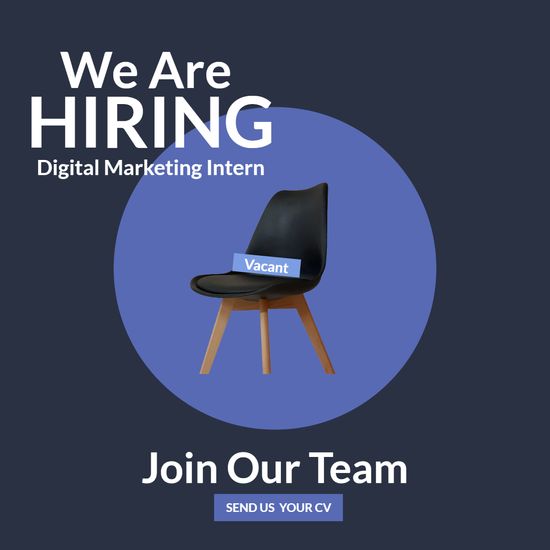 We Are
HIRING
Digital Marketing Intern
Vacant
Join Our Team
SEND US YOUR CV